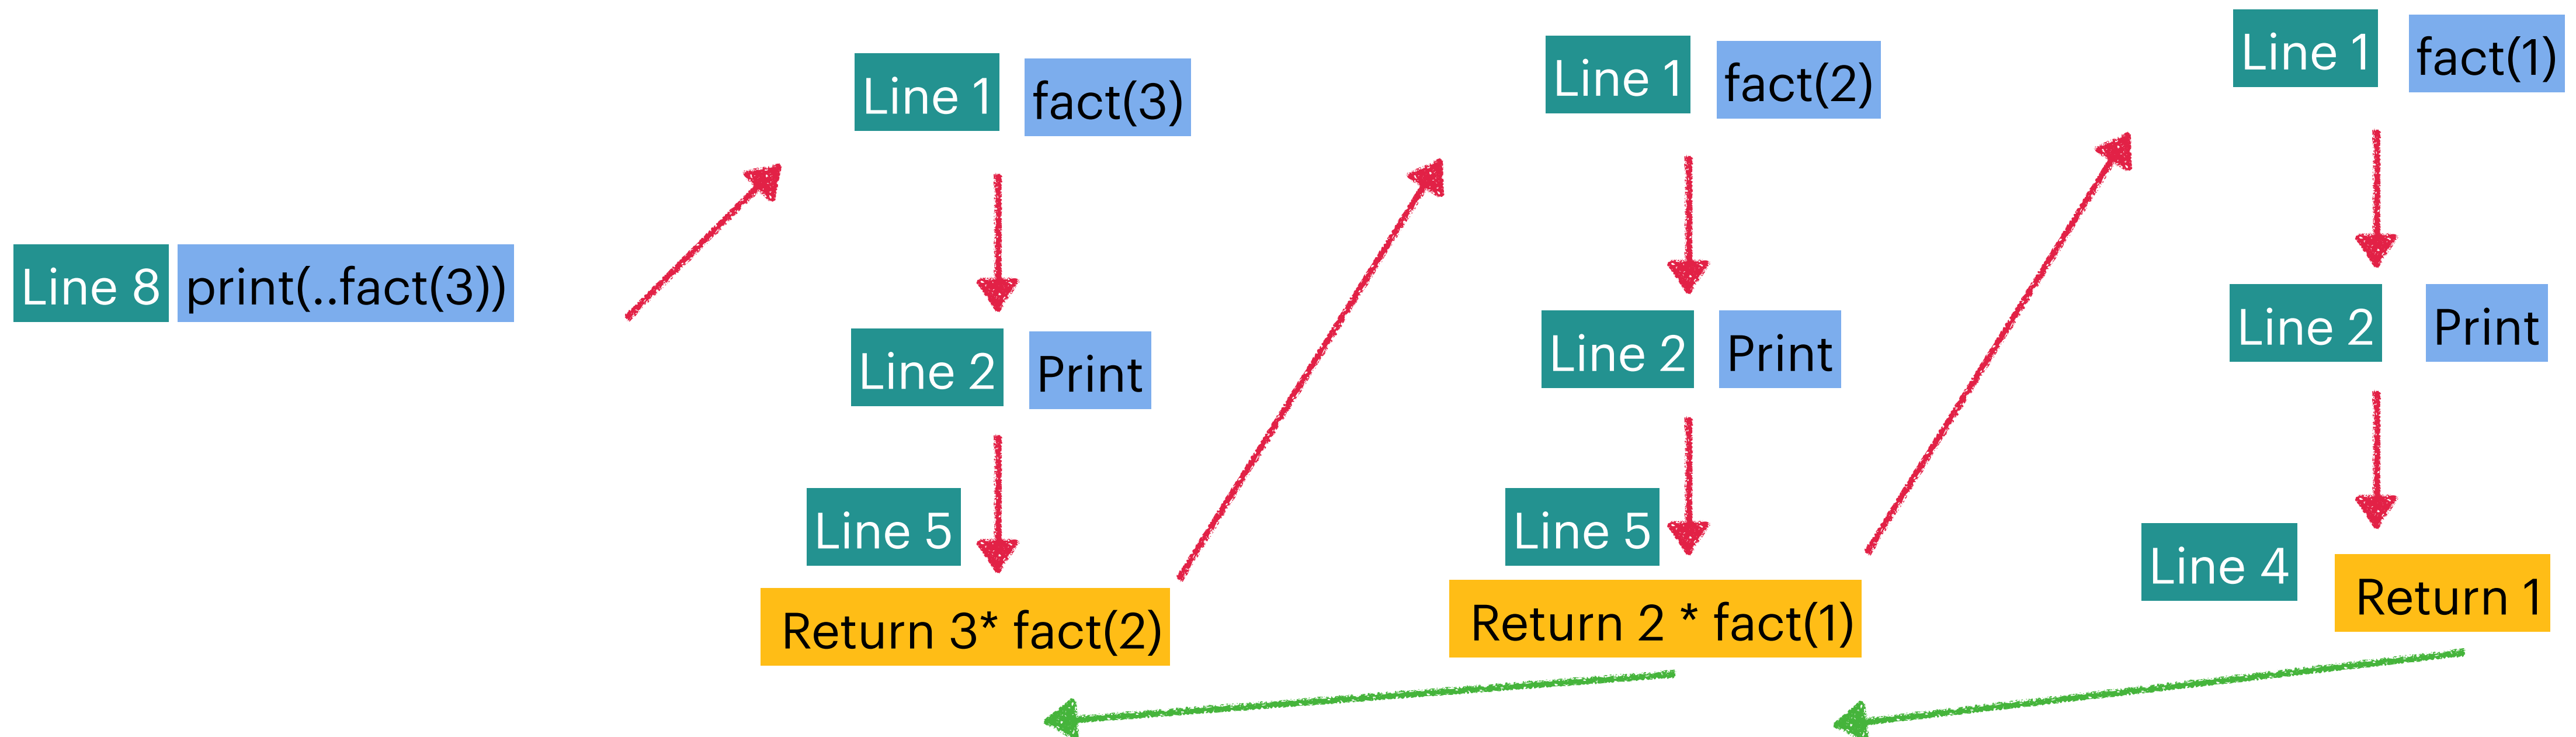 Line 8 print(..fact(3))
Line 1 fact(3)
Line 2 Print
Line 5
Return 3* fact(2)
Line 1 fact(2)
Line 2 Print
Line 5
Return 2 * fact(1)
Line 1 fact(1)
Line 2 Print
Line 4
Return 1